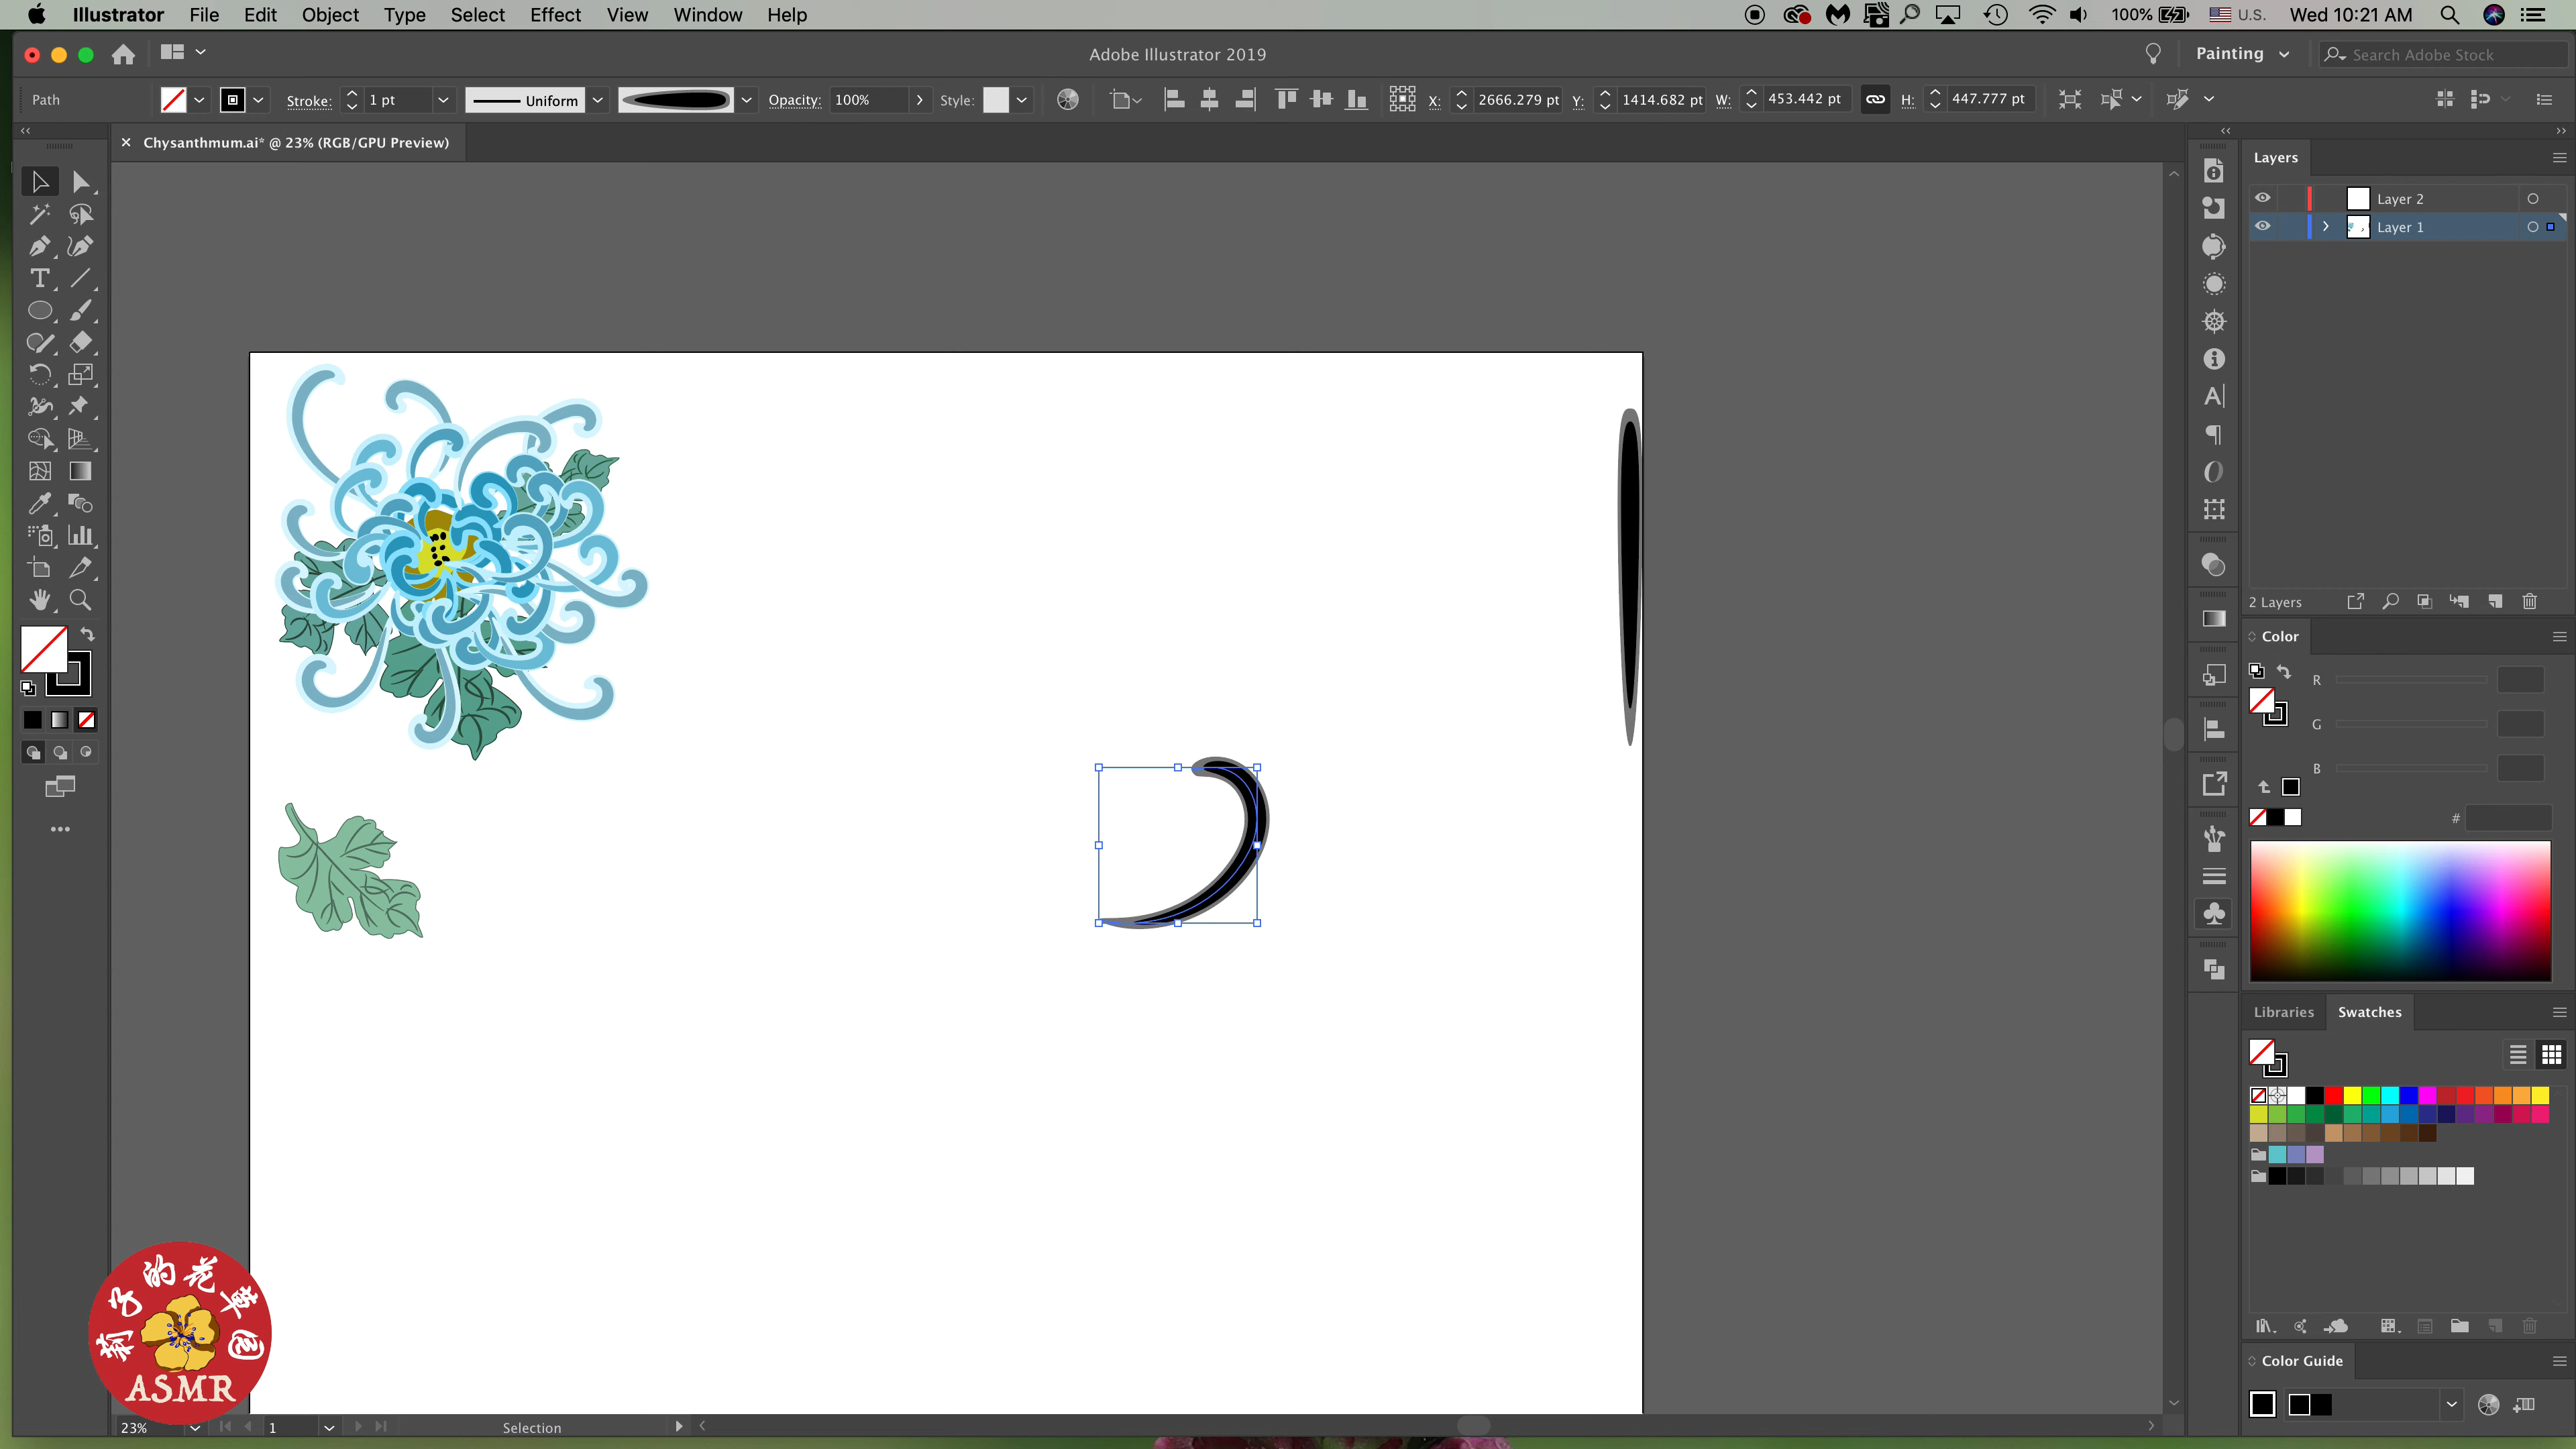 Illustrator File Edit Object Type Select Effect View Window Help 100% U.S. Wed 10:21 AM
Adobe Illustrator 2019 Painting Search Adobe Stock
Path Stroke: 1 pt Uniform Opacity: 100% Style: X: 2666.279 pt Y: 1414.682 pt W: 453.442 pt H: 447.777 pt
× Chysanthmum.ai* @ 23% (RGB/GPU Preview)
Layers
Layer 2
Layer 1
2 Layers
Color
R
G
B
#
Libraries Swatches
Color Guide
的花草
ASMR
23% 1 Selection